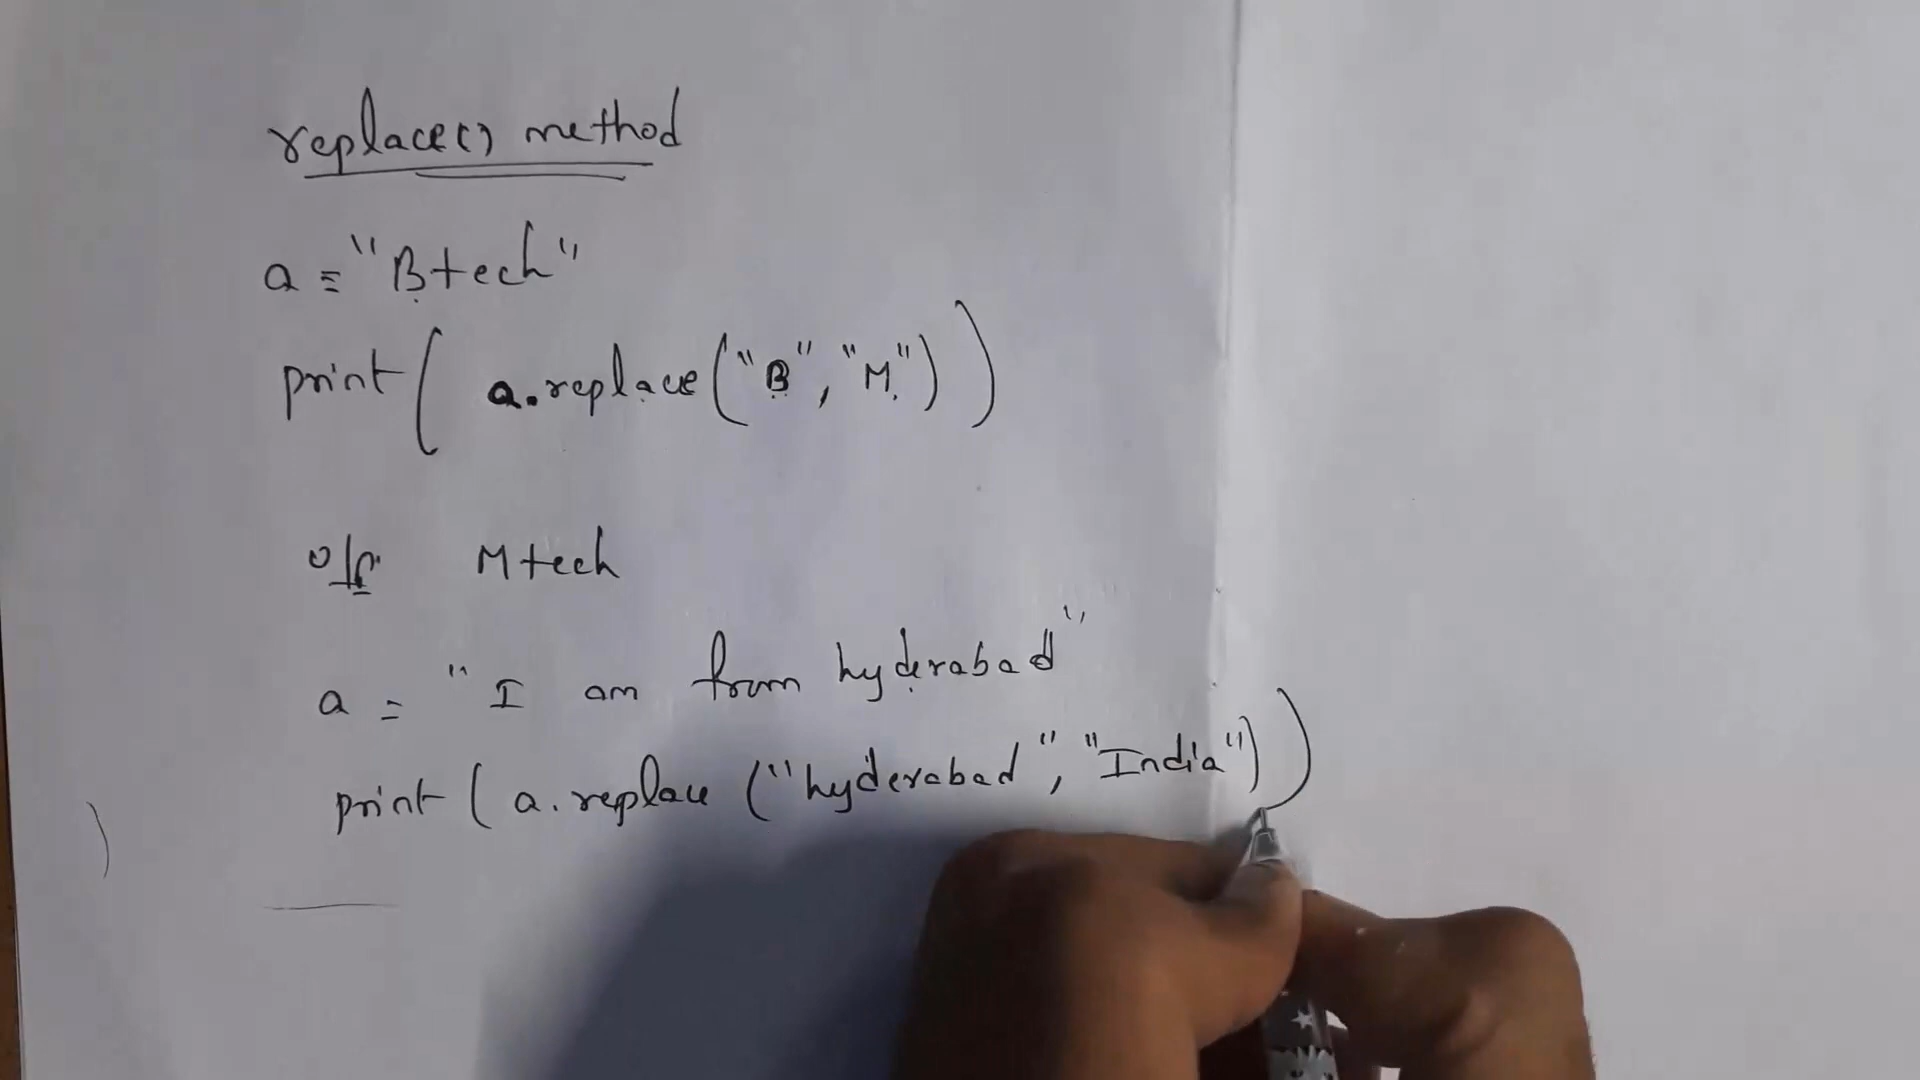 replace() method
a = "Btech"
print( a.replace("B", "M"))
o/p Mtech
a = "I am from hyderabad"
print ( a. replace ("hyderabad", "India"))